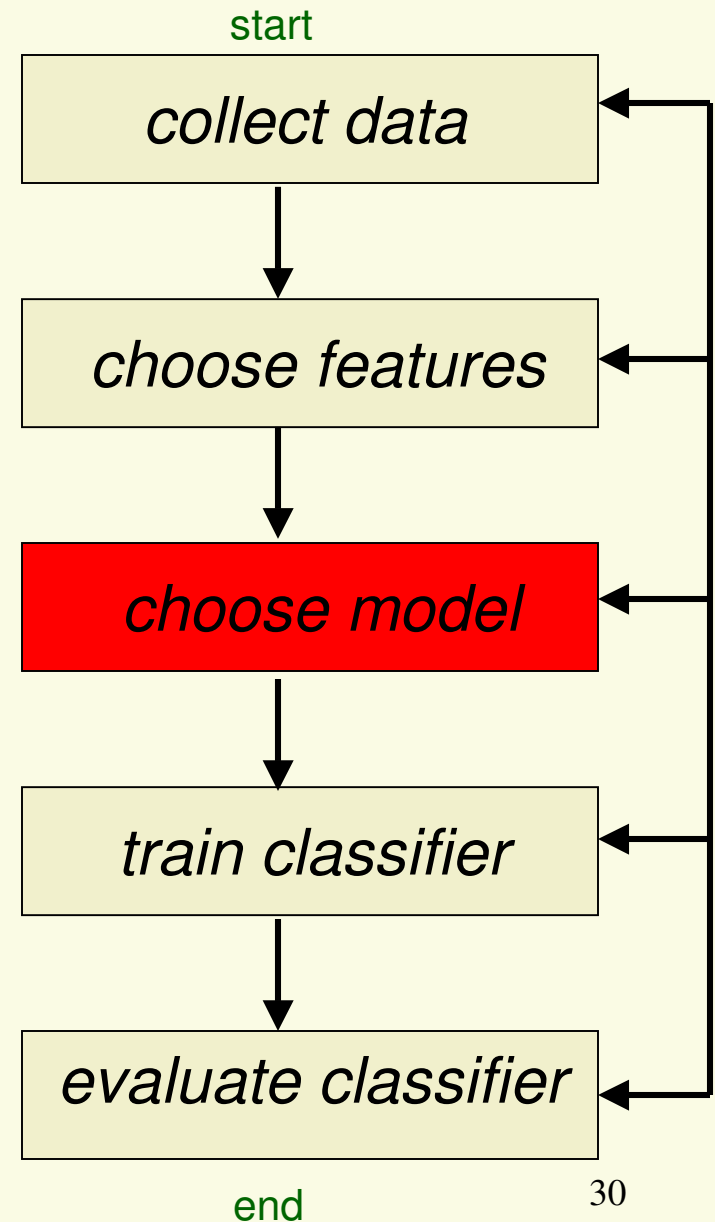 start
collect data
choose features
choose model
train classifier
evaluate classifier
end
30